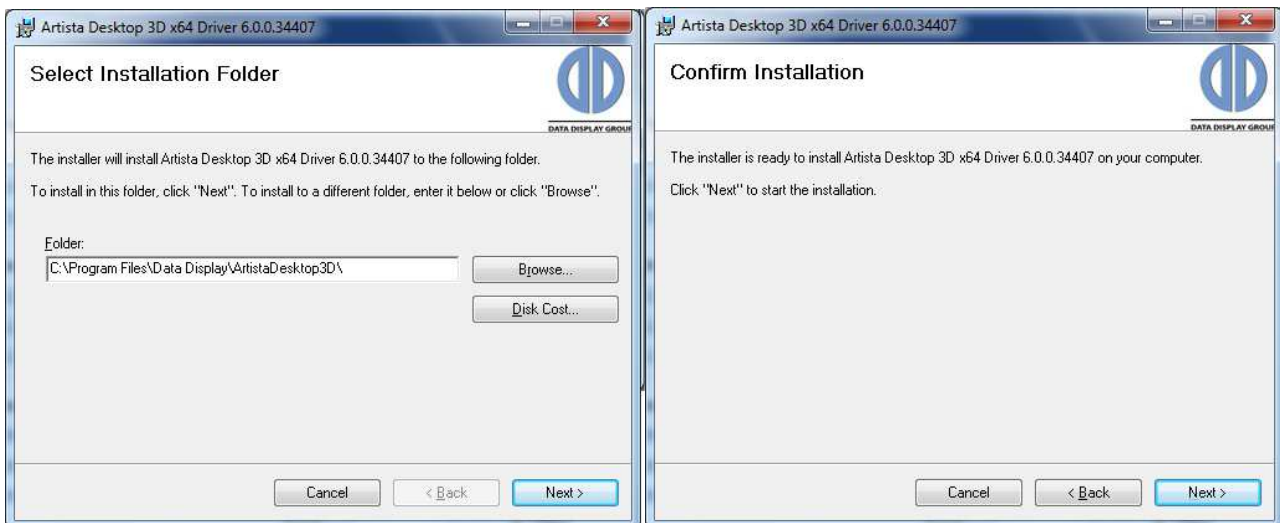 Artista Desktop 3D x64 Driver 6.0.0.34407
Select Installation Folder
DATA DISPLAY GROUP
The installer will install Artista Desktop 3D x64 Driver 6.0.0.34407 to the following folder.
To install in this folder, click "Next". To install to a different folder, enter it below or click "Browse".
Folder:
C:\Program Files\Data Display\ArtistaDesktop3D\
Browse...
Disk Cost...
Cancel
< Back
Next >
Artista Desktop 3D x64 Driver 6.0.0.34407
Confirm Installation
DATA DISPLAY GROUP
The installer is ready to install Artista Desktop 3D x64 Driver 6.0.0.34407 on your computer.
Click "Next" to start the installation.
Cancel
< Back
Next >